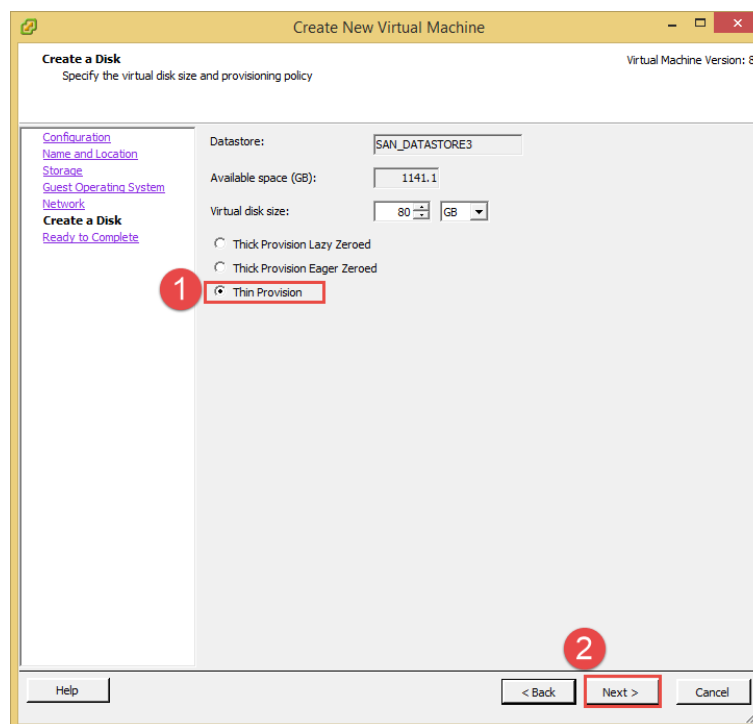 Create New Virtual Machine
Create a Disk
Specify the virtual disk size and provisioning policy
Virtual Machine Version: 8
Configuration
Name and Location
Storage
Guest Operating System
Network
Create a Disk
Ready to Complete
Datastore:
SAN_DATASTORE3
Available space (GB):
1141.1
Virtual disk size:
80
GB
Thick Provision Lazy Zeroed
Thick Provision Eager Zeroed
1
Thin Provision
2
Help
< Back
Next >
Cancel